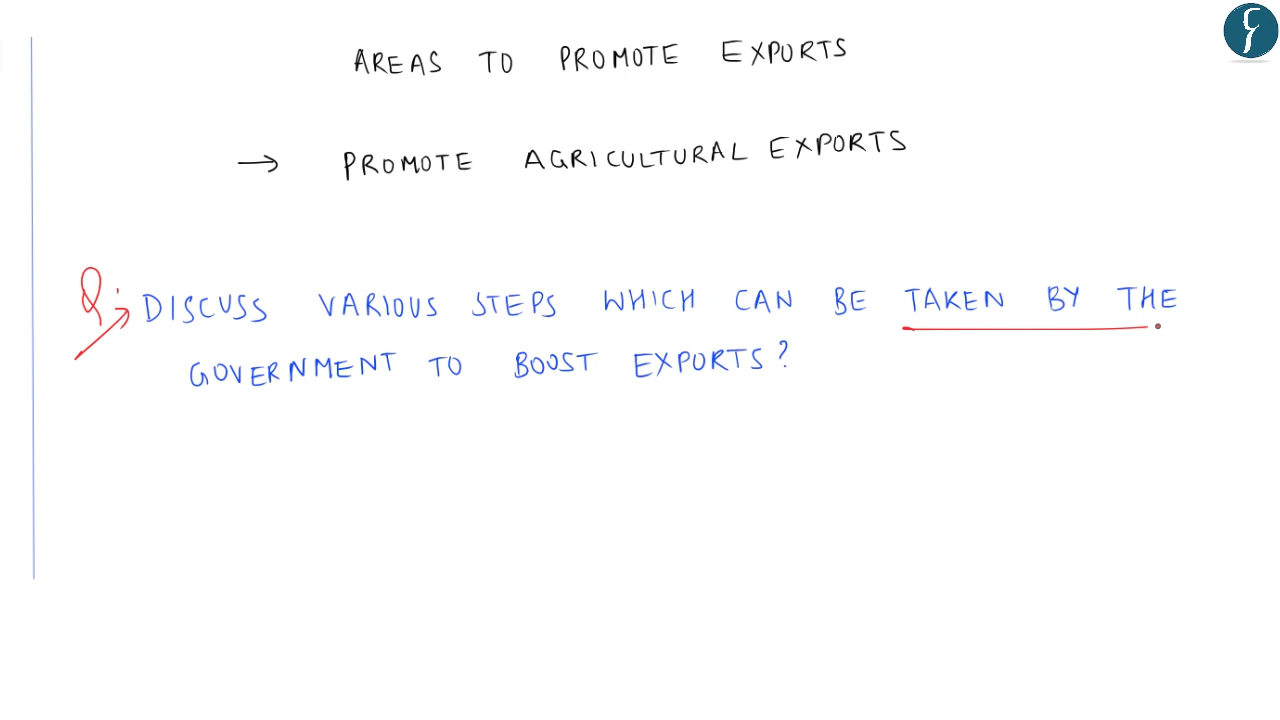 AREAS TO PROMOTE EXPORTS
→ PROMOTE AGRICULTURAL EXPORTS
Q: DISCUSS VARIOUS STEPS WHICH CAN BE TAKEN BY THE
GOVERNMENT TO BOOST EXPORTS?